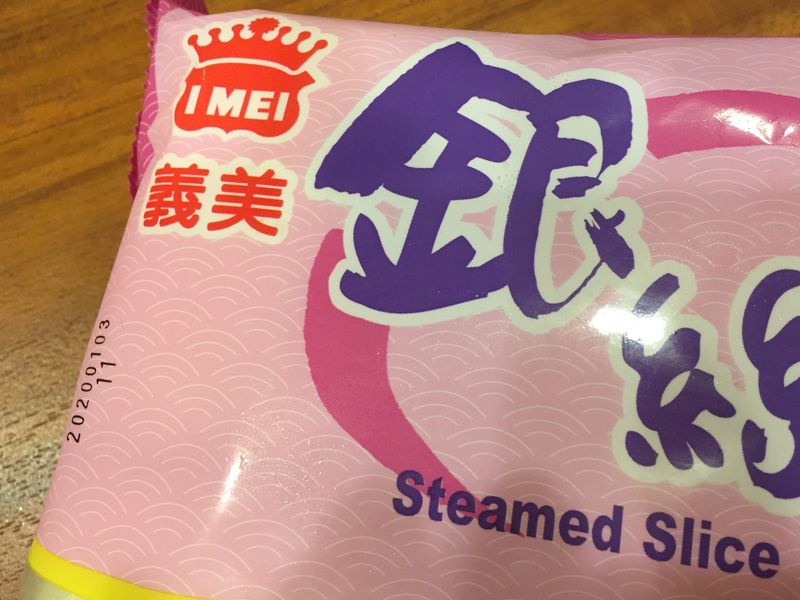 I MEI
義美
銀
Steamed Slice
20200103
11